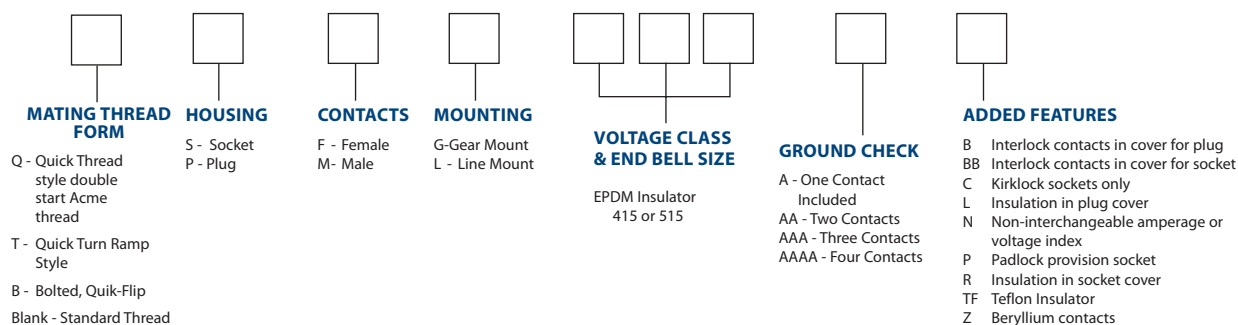 MATING THREAD
FORM
Q - Quick Thread
style double
start Acme
thread
T - Quick Turn Ramp
Style
B - Bolted, Quik-Flip
Blank - Standard Thread
HOUSING
S - Socket
P - Plug
CONTACTS
F - Female
M- Male
MOUNTING
G-Gear Mount
L - Line Mount
VOLTAGE CLASS
& END BELL SIZE
EPDM Insulator
415 or 515
GROUND CHECK
A - One Contact
Included
AA - Two Contacts
AAA - Three Contacts
AAAA - Four Contacts
ADDED FEATURES
B Interlock contacts in cover for plug
BB Interlock contacts in cover for socket
C Kirklock sockets only
L Insulation in plug cover
N Non-interchangeable amperage or
voltage index
P Padlock provision socket
R Insulation in socket cover
TF Teflon Insulator
Z Beryllium contacts